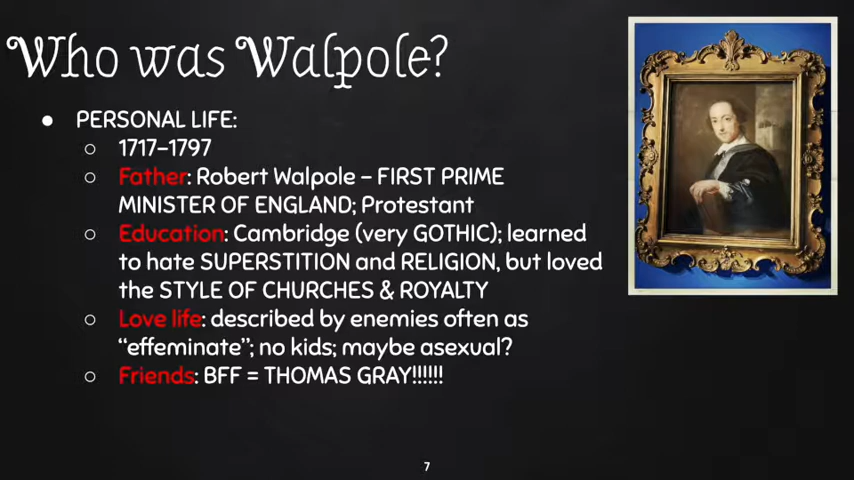 Who was Walpole?
● PERSONAL LIFE:
○ 1717–1797
○ Father: Robert Walpole – FIRST PRIME
MINISTER OF ENGLAND; Protestant
○ Education: Cambridge (very GOTHIC); learned
to hate SUPERSTITION and RELIGION, but loved
the STYLE OF CHURCHES & ROYALTY
○ Love life: described by enemies often as
“effeminate”; no kids; maybe asexual?
○ Friends: BFF = THOMAS GRAY!!!!!!
7